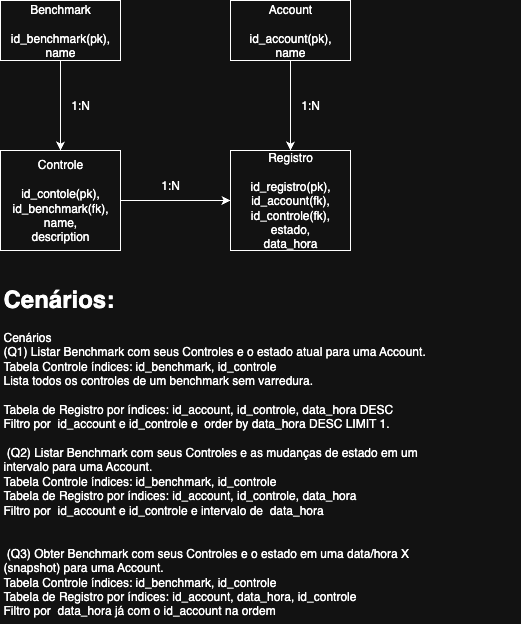 Benchmark
id_benchmark(pk),
name
Account
id_account(pk),
name
1:N
1:N
Controle
id_contole(pk),
id_benchmark(fk),
name,
description
1:N
Registro
id_registro(pk),
id_account(fk),
id_controle(fk),
estado,
data_hora
Cenários:
Cenários
(Q1) Listar Benchmark com seus Controles e o estado atual para uma Account.
Tabela Controle índices: id_benchmark, id_controle
Lista todos os controles de um benchmark sem varredura.
Tabela de Registro por índices: id_account, id_controle, data_hora DESC
Filtro por id_account e id_controle e order by data_hora DESC LIMIT 1.
(Q2) Listar Benchmark com seus Controles e as mudanças de estado em um
intervalo para uma Account.
Tabela Controle índices: id_benchmark, id_controle
Tabela de Registro por índices: id_account, id_controle, data_hora
Filtro por id_account e id_controle e intervalo de data_hora
(Q3) Obter Benchmark com seus Controles e o estado em uma data/hora X
(snapshot) para uma Account.
Tabela Controle índices: id_benchmark, id_controle
Tabela de Registro por índices: id_account, data_hora, id_controle
Filtro por data_hora já com o id_account na ordem